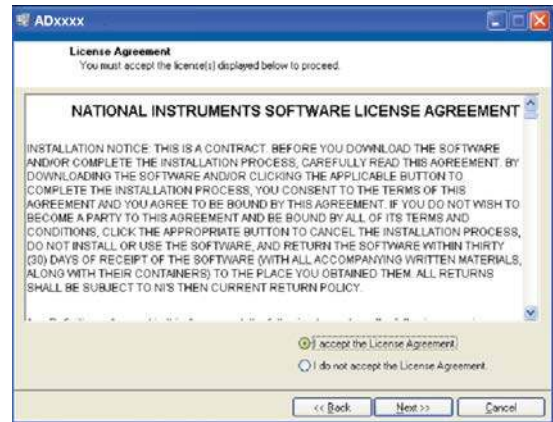 ADxxxx
License Agreement
You must accept the license(s) displayed below to proceed.
NATIONAL INSTRUMENTS SOFTWARE LICENSE AGREEMENT
INSTALLATION NOTICE: THIS IS A CONTRACT. BEFORE YOU DOWNLOAD THE SOFTWARE
AND/OR COMPLETE THE INSTALLATION PROCESS, CAREFULLY READ THIS AGREEMENT. BY
DOWNLOADING THE SOFTWARE AND/OR CLICKING THE APPLICABLE BUTTON TO
COMPLETE THE INSTALLATION PROCESS, YOU CONSENT TO THE TERMS OF THIS
AGREEMENT AND YOU AGREE TO BE BOUND BY THIS AGREEMENT. IF YOU DO NOT WISH TO
BECOME A PARTY TO THIS AGREEMENT AND BE BOUND BY ALL OF ITS TERMS AND
CONDITIONS, CLICK THE APPROPRIATE BUTTON TO CANCEL THE INSTALLATION PROCESS,
DO NOT INSTALL OR USE THE SOFTWARE, AND RETURN THE SOFTWARE WITHIN THIRTY
(30) DAYS OF RECEIPT OF THE SOFTWARE (WITH ALL ACCOMPANYING WRITTEN MATERIALS,
ALONG WITH THEIR CONTAINERS) TO THE PLACE YOU OBTAINED THEM. ALL RETURNS
SHALL BE SUBJECT TO NI'S THEN CURRENT RETURN POLICY.
I accept the License Agreement.
I do not accept the License Agreement.
<< Back Next >> Cancel